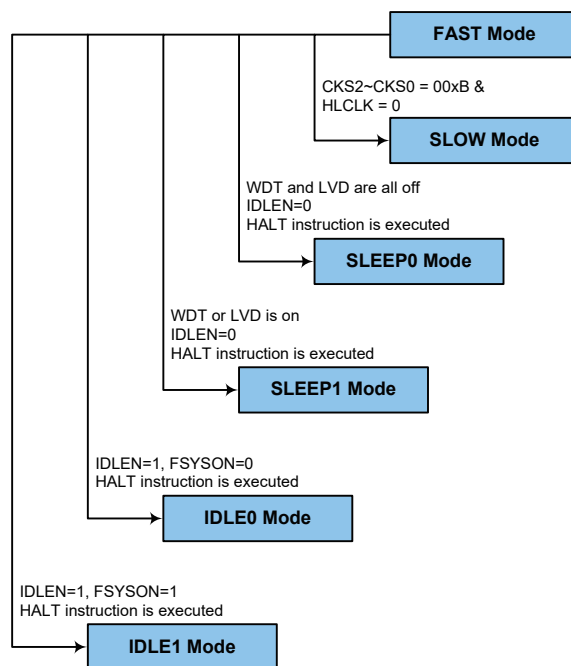 FAST Mode
CKS2~CKS0 = 00xB &
HLCLK = 0
SLOW Mode
WDT and LVD are all off
IDLEN=0
HALT instruction is executed
SLEEP0 Mode
WDT or LVD is on
IDLEN=0
HALT instruction is executed
SLEEP1 Mode
IDLEN=1, FSYSON=0
HALT instruction is executed
IDLE0 Mode
IDLEN=1, FSYSON=1
HALT instruction is executed
IDLE1 Mode